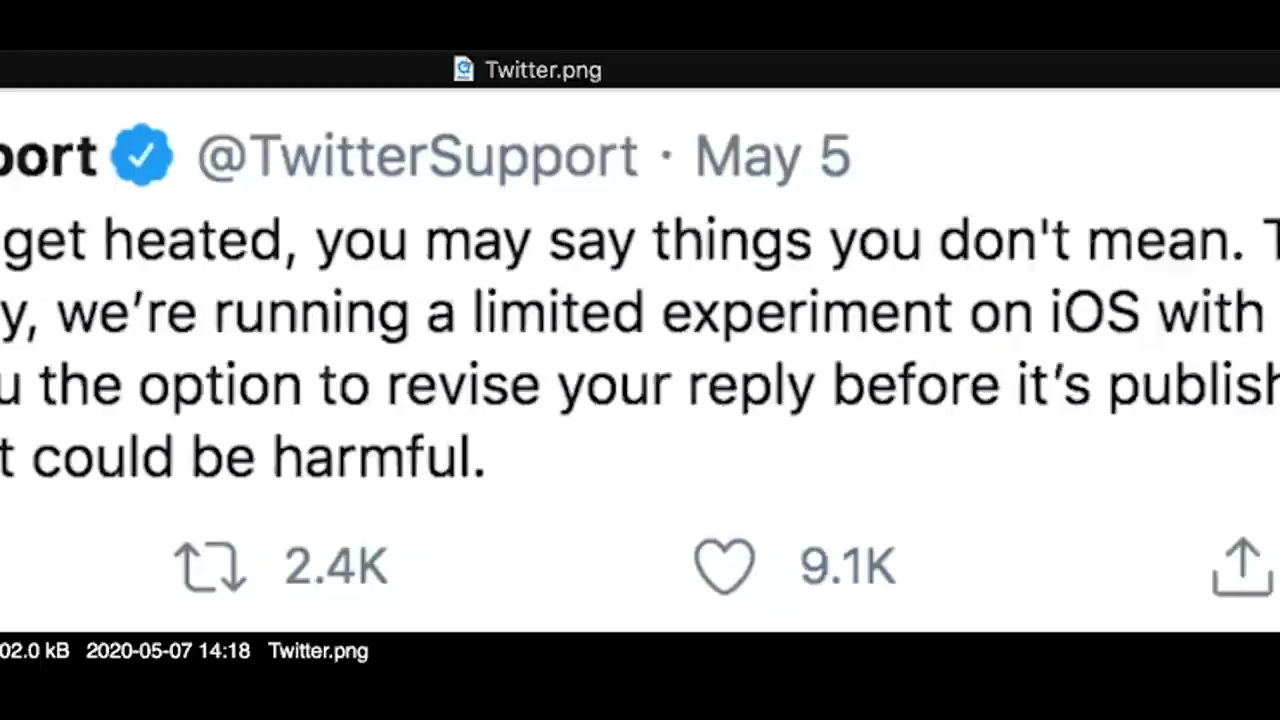 Twitter.png
port @TwitterSupport · May 5
get heated, you may say things you don't mean.
we’re running a limited experiment on iOS with
the option to revise your reply before it’s publish
could be harmful.
2.4K 9.1K
02.0 kB 2020-05-07 14:18 Twitter.png